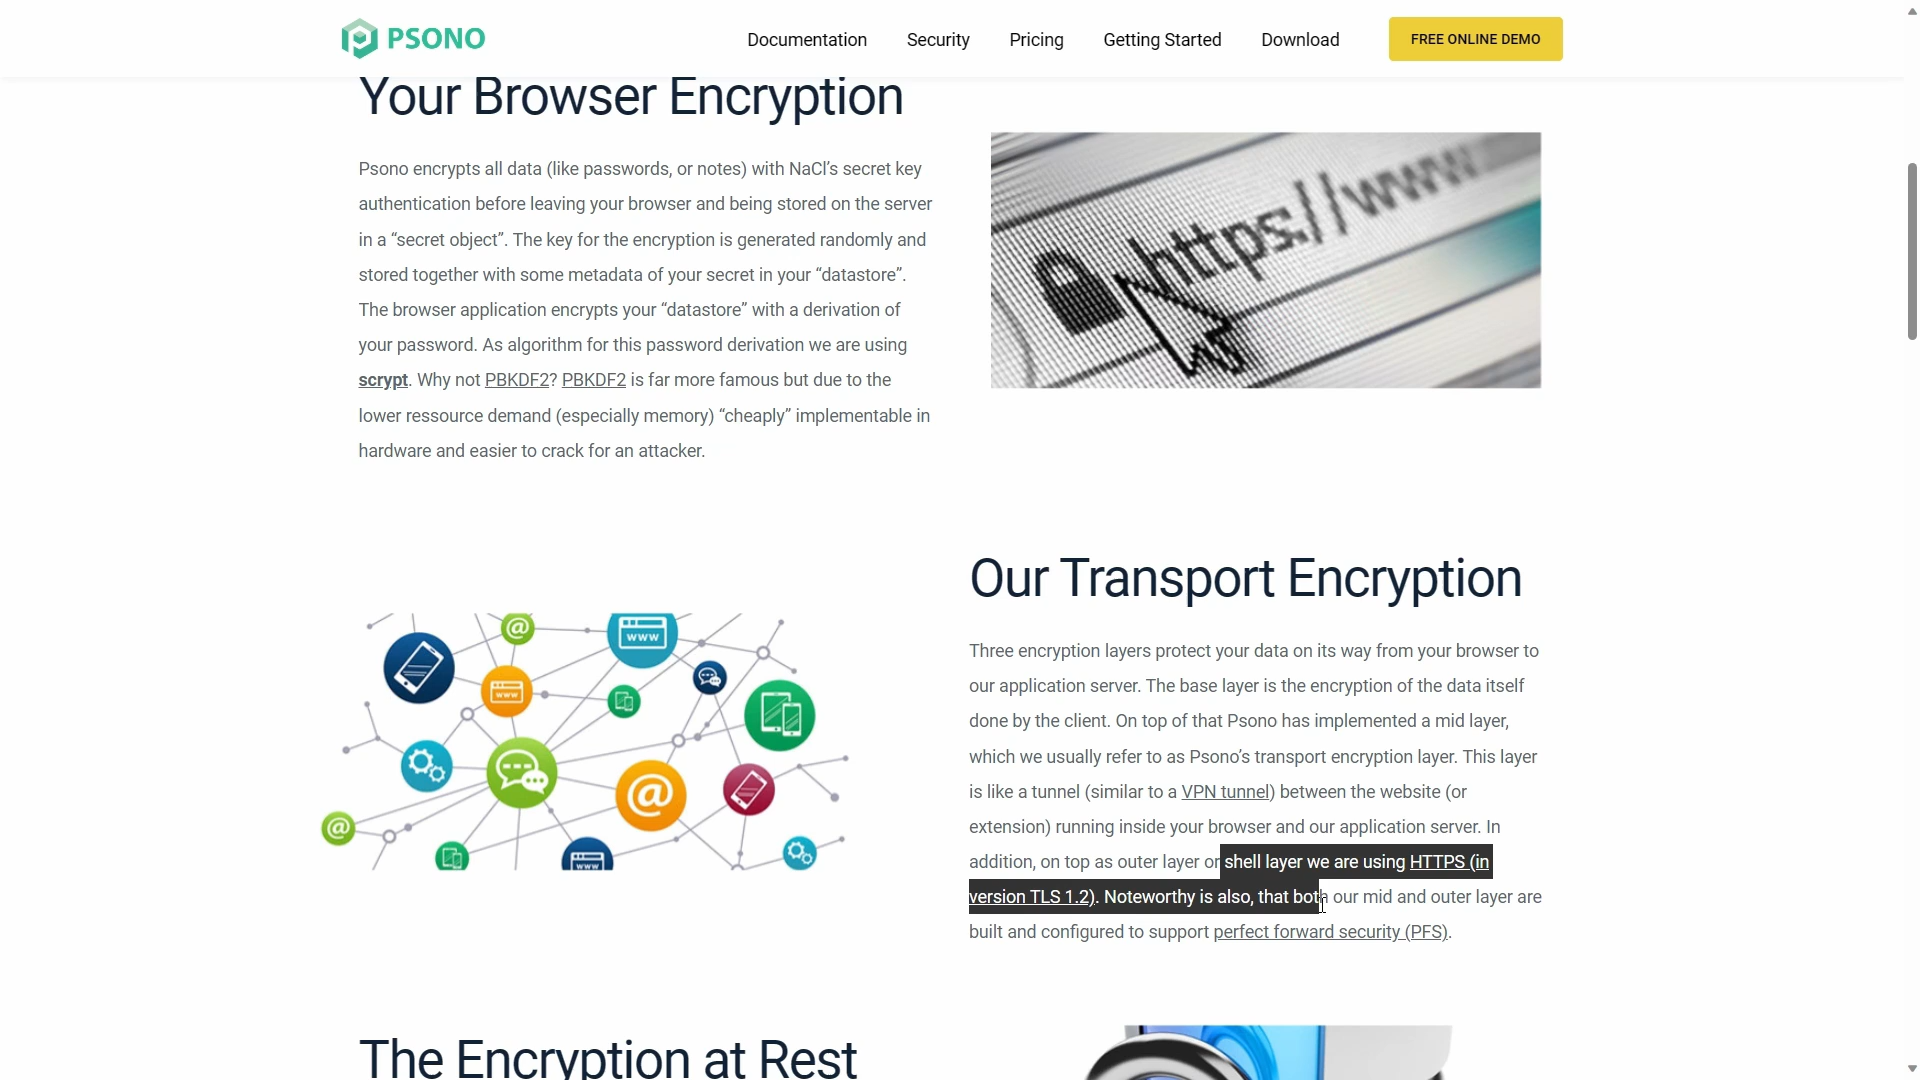 PSONO
Documentation
Security
Pricing
Getting Started
Download
FREE ONLINE DEMO
Your Browser Encryption
Psono encrypts all data (like passwords, or notes) with NaCl’s secret key
authentication before leaving your browser and being stored on the server
in a “secret object”. The key for the encryption is generated randomly and
stored together with some metadata of your secret in your “datastore”.
The browser application encrypts your “datastore” with a derivation of
your password. As algorithm for this password derivation we are using
scrypt. Why not PBKDF2? PBKDF2 is far more famous but due to the
lower ressource demand (especially memory) “cheaply” implementable in
hardware and easier to crack for an attacker.
https://www
www
www
www
Our Transport Encryption
Three encryption layers protect your data on its way from your browser to
our application server. The base layer is the encryption of the data itself
done by the client. On top of that Psono has implemented a mid layer,
which we usually refer to as Psono’s transport encryption layer. This layer
is like a tunnel (similar to a VPN tunnel) between the website (or
extension) running inside your browser and our application server. In
addition, on top as outer layer or shell layer we are using HTTPS (in
version TLS 1.2). Noteworthy is also, that both our mid and outer layer are
built and configured to support perfect forward security (PFS).
The Encryption at Rest